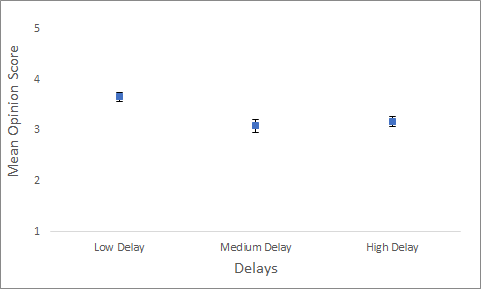 5
4
3
2
1
Mean Opinion Score
Low Delay
Medium Delay
High Delay
Delays